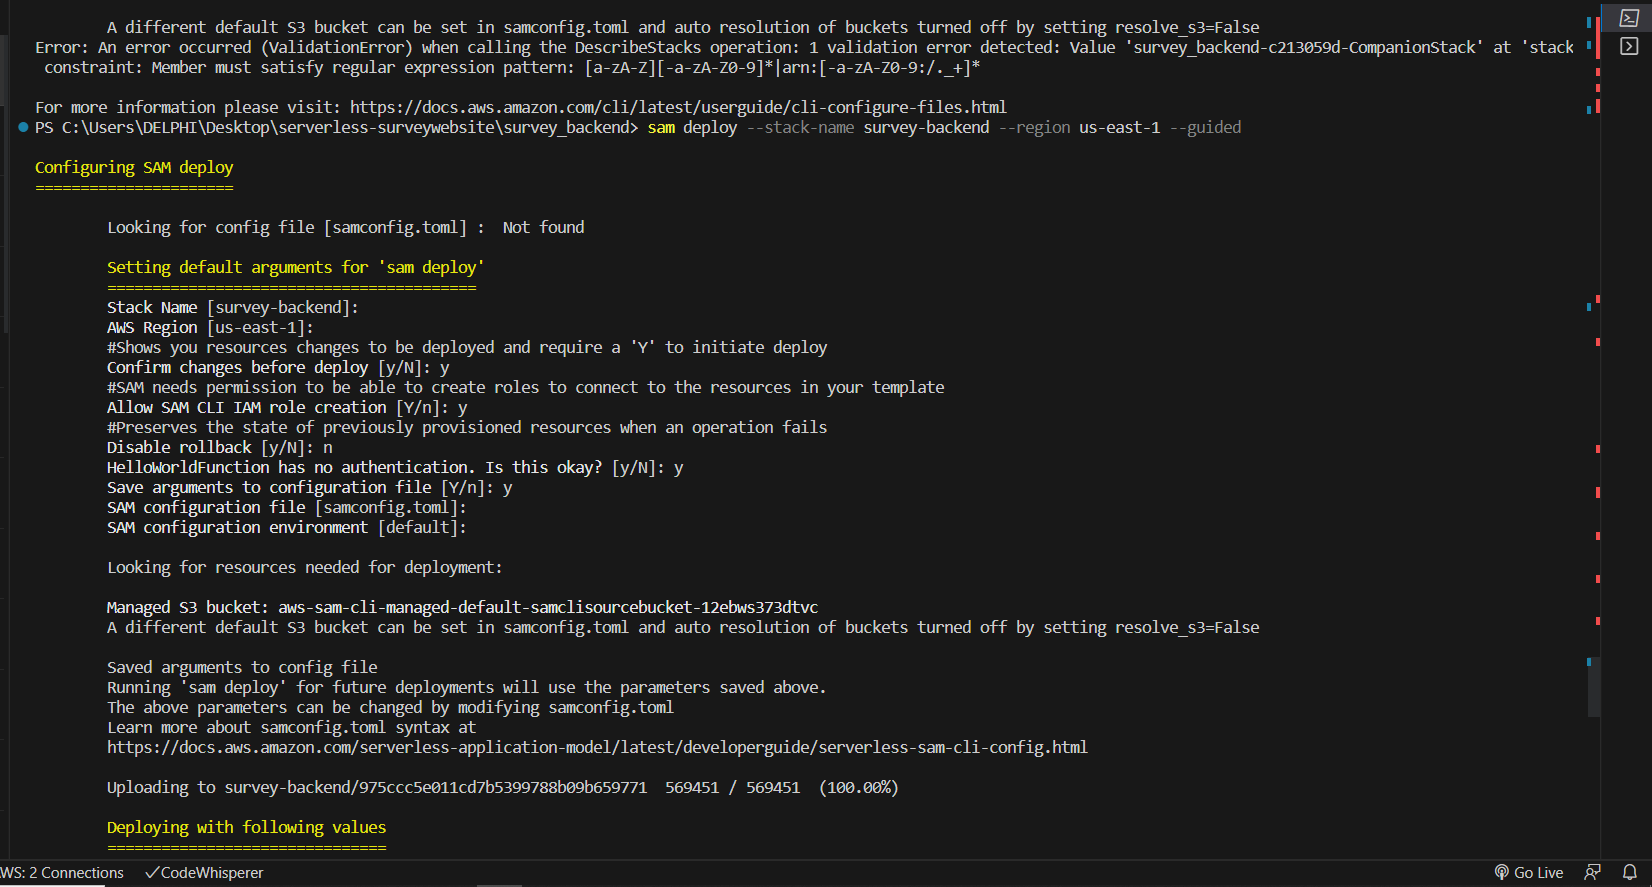 A different default S3 bucket can be set in samconfig.toml and auto resolution of buckets turned off by setting resolve_s3=False
Error: An error occurred (ValidationError) when calling the DescribeStacks operation: 1 validation error detected: Value 'survey_backend-c213059d-CompanionStack' at 'stack
constraint: Member must satisfy regular expression pattern: [a-zA-Z][-a-zA-Z0-9]*|arn:[-a-zA-Z0-9:/._+]*
For more information please visit: https://docs.aws.amazon.com/cli/latest/userguide/cli-configure-files.html
PS C:\Users\DELPHI\Desktop\serverless-surveywebsite\survey_backend> sam deploy --stack-name survey-backend --region us-east-1 --guided
Configuring SAM deploy
======================
Looking for config file [samconfig.toml] :  Not found
Setting default arguments for 'sam deploy'
=========================================
Stack Name [survey-backend]:
AWS Region [us-east-1]:
#Shows you resources changes to be deployed and require a 'Y' to initiate deploy
Confirm changes before deploy [y/N]: y
#SAM needs permission to be able to create roles to connect to the resources in your template
Allow SAM CLI IAM role creation [Y/n]: y
#Preserves the state of previously provisioned resources when an operation fails
Disable rollback [y/N]: n
HelloWorldFunction has no authentication. Is this okay? [y/N]: y
Save arguments to configuration file [Y/n]: y
SAM configuration file [samconfig.toml]:
SAM configuration environment [default]:
Looking for resources needed for deployment:
Managed S3 bucket: aws-sam-cli-managed-default-samclisourcebucket-12ebws373dtvc
A different default S3 bucket can be set in samconfig.toml and auto resolution of buckets turned off by setting resolve_s3=False
Saved arguments to config file
Running 'sam deploy' for future deployments will use the parameters saved above.
The above parameters can be changed by modifying samconfig.toml
Learn more about samconfig.toml syntax at
https://docs.aws.amazon.com/serverless-application-model/latest/developerguide/serverless-sam-cli-config.html
Uploading to survey-backend/975ccc5e011cd7b5399788b09b659771  569451 / 569451  (100.00%)
Deploying with following values
===============================
WS: 2 Connections CodeWhisperer Go Live